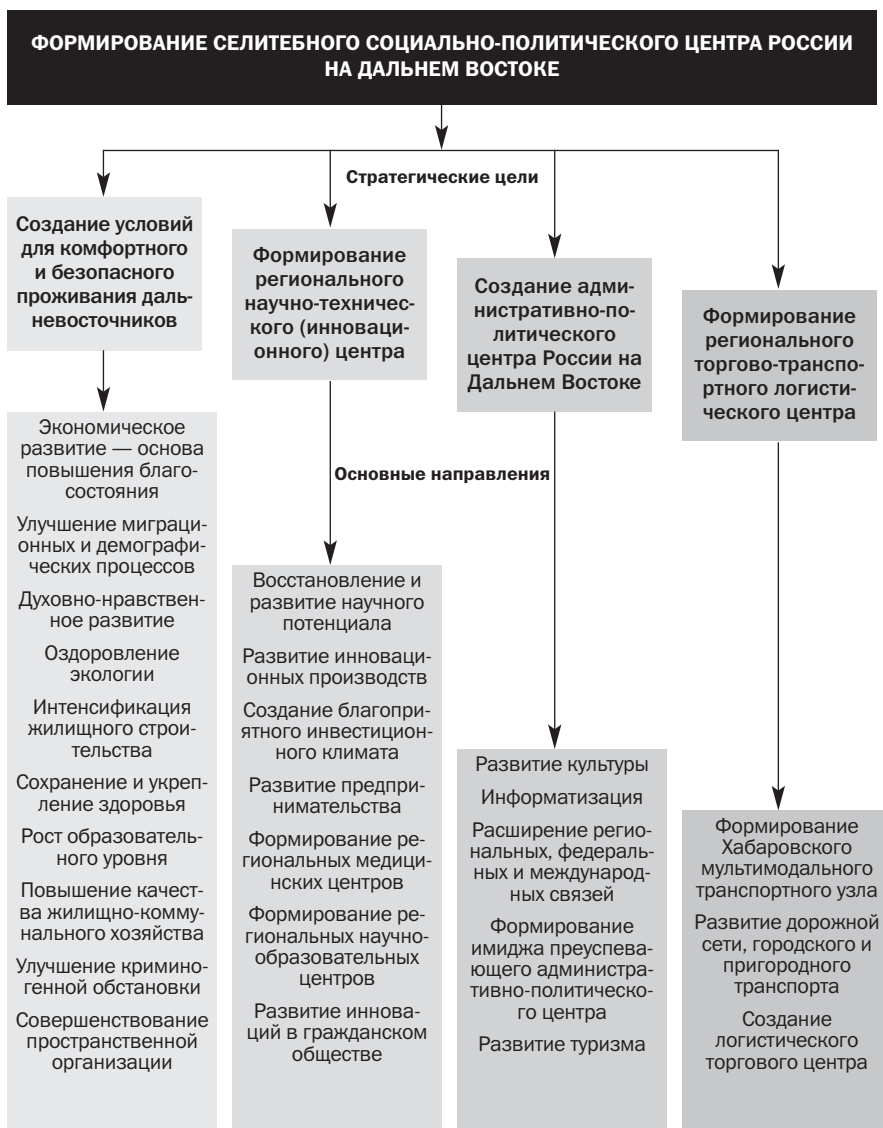 ФОРМИРОВАНИЕ СЕЛИТЕБНОГО СОЦИАЛЬНО-ПОЛИТИЧЕСКОГО ЦЕНТРА РОССИИ
НА ДАЛЬНЕМ ВОСТОКЕ
Стратегические цели
Создание условий
для комфортного
и безопасного
проживания даль-
невосточников
Формирование
регионального
научно-техничес-
кого (инноваци-
онного) центра
Создание адми-
нистративно-по-
литического
центра России на
Дальнем Востоке
Формирование
регионального
торгово-транспо-
ртного логисти-
ческого центра
Основные направления
Экономическое
развитие — основа
повышения благо-
состояния
Улучшение миграци-
онных и демографи-
ческих процессов
Духовно-нравствен-
ное развитие
Оздоровление
экологии
Интенсификация
жилищного строи-
тельства
Сохранение и укреп-
ление здоровья
Рост образователь-
ного уровня
Повышение качест-
ва жилищно-комму-
нального хозяйства
Улучшение кримино-
генной обстановки
Совершенствование
пространственной
организации
Восстановление и
развитие научного
потенциала
Развитие инноваци-
онных производств
Создание благопри-
ятного инвестицион-
ного климата
Развитие предпри-
нимательства
Формирование ре-
гиональных медицин-
ских центров
Формирование ре-
гиональных научно-
образовательных
центров
Развитие иннова-
ций в гражданском
обществе
Развитие культуры
Информатизация
Расширение регио-
нальных, федераль-
ных и международ-
ных связей
Формирование
имиджа преуспева-
ющего администра-
тивно-политическо-
го центра
Развитие туризма
Формирование
Хабаровского
мультимодального
транспортного узла
Развитие дорожной
сети, городского и
пригородного
транспорта
Создание
логистического
торгового центра